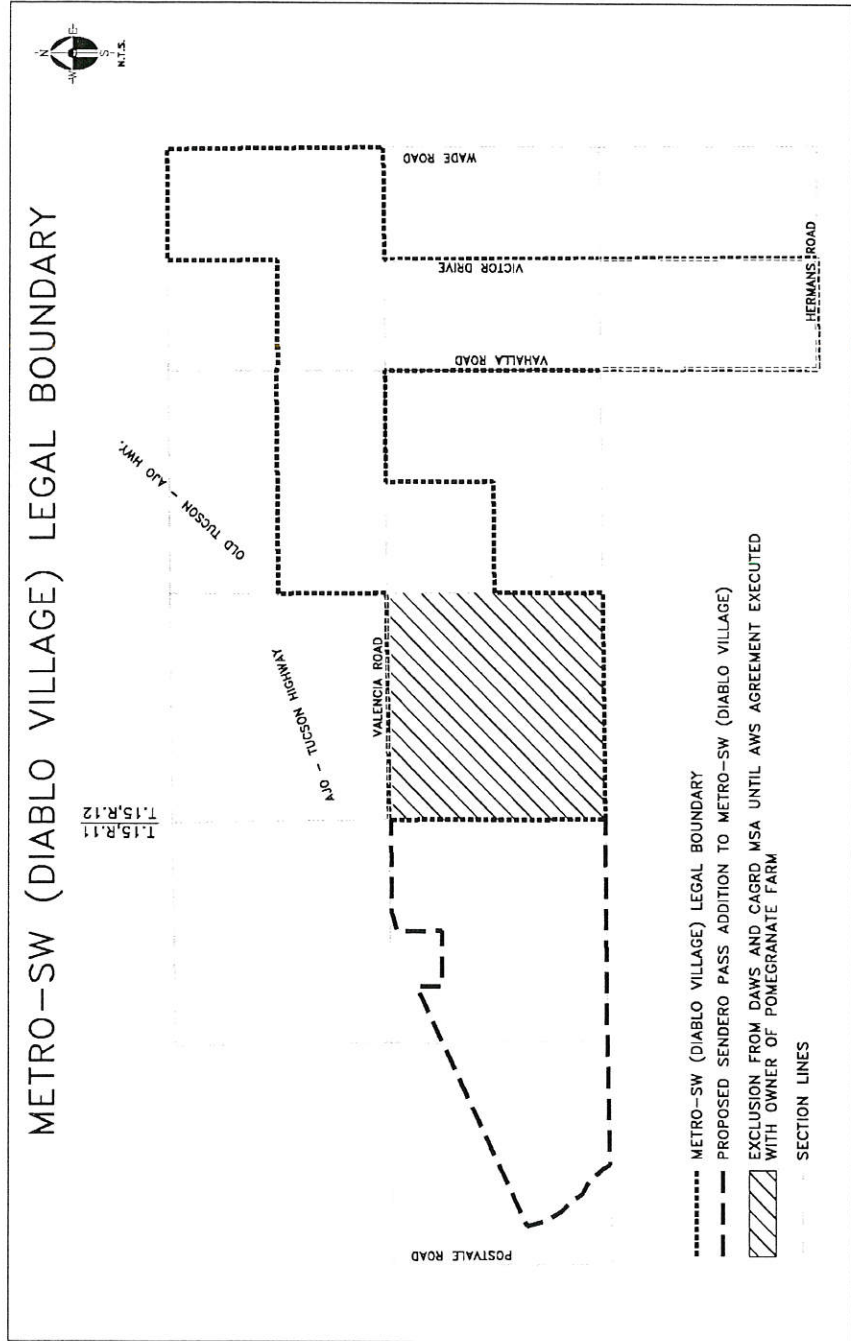 METRO-SW (DIABLO VILLAGE) LEGAL BOUNDARY
N
W
E
S
N.T.S.
T.15,R.11
T.15,R.12
OLD TUCSON - AJO HWY.
AJO - TUCSON HIGHWAY
VALENCIA ROAD
WADE ROAD
VICTOR DRIVE
VAHALLA ROAD
HERMANS ROAD
POSTVALE ROAD
METRO-SW (DIABLO VILLAGE) LEGAL BOUNDARY
PROPOSED SENDERO PASS ADDITION TO METRO-SW (DIABLO VILLAGE)
EXCLUSION FROM DAWS AND CAGRD MSA UNTIL AWS AGREEMENT EXECUTED
WITH OWNER OF POMEGRANATE FARM
SECTION LINES